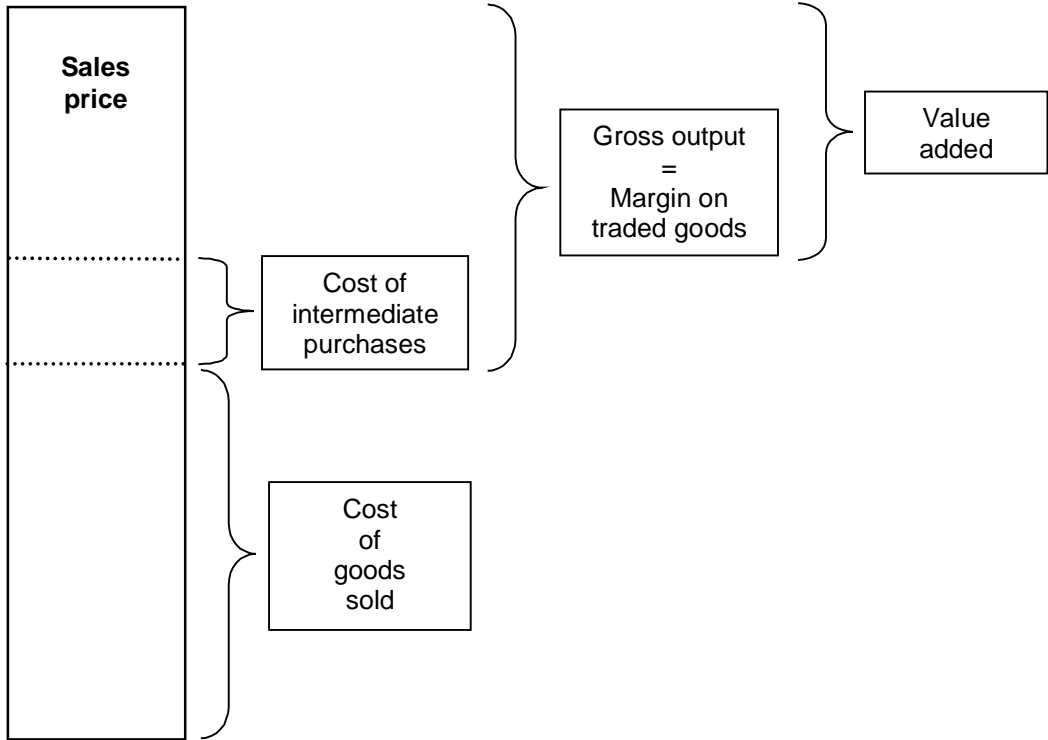 Sales
price
Cost of
intermediate
purchases
Cost
of
goods
sold
Gross output
=
Margin on
traded goods
Value
added